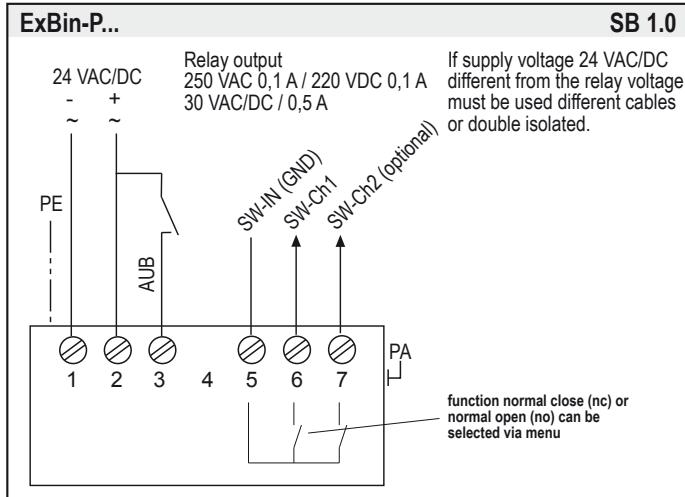 ExBin-P...
SB 1.0
24 VAC/DC
- +
~ ~
Relay output
250 VAC 0,1 A / 220 VDC 0,1 A
30 VAC/DC / 0,5 A
If supply voltage 24 VAC/DC
different from the relay voltage
must be used different cables
or double isolated.
PE
AUB
SW-IN (GND)
SW-Ch1
SW-Ch2 (optional)
PA
1 2 3 4 5 6 7
function normal close (nc) or
normal open (no) can be
selected via menu